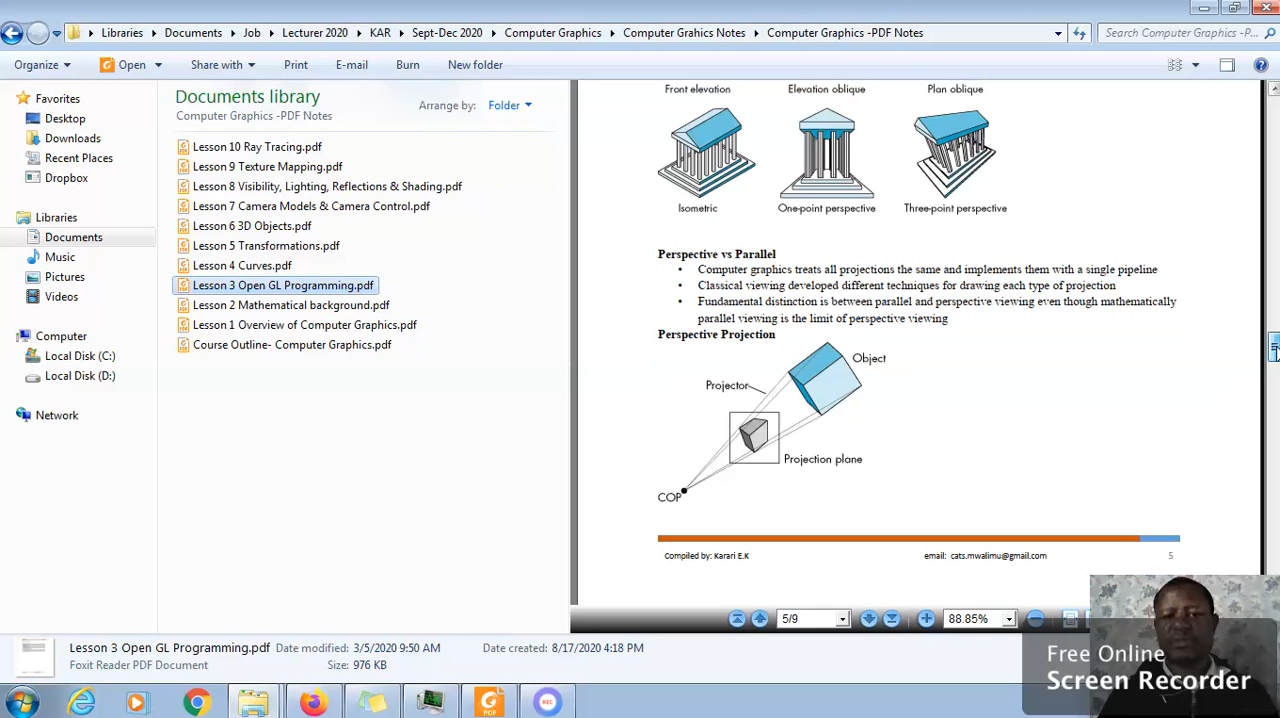 Libraries Documents Job Lecturer 2020 KAR Sept-Dec 2020 Computer Graphics Computer Grahics Notes Computer Graphics -PDF Notes Search Computer Graphics -P...
Organize Open Share with Print E-mail Burn New folder
Favorites
Desktop
Downloads
Recent Places
Dropbox
Libraries
Documents
Music
Pictures
Videos
Computer
Local Disk (C:)
Local Disk (D:)
Network
Documents library
Computer Graphics -PDF Notes
Arrange by: Folder
Lesson 10 Ray Tracing.pdf
Lesson 9 Texture Mapping.pdf
Lesson 8 Visibility, Lighting, Reflections & Shading.pdf
Lesson 7 Camera Models & Camera Control.pdf
Lesson 6 3D Objects.pdf
Lesson 5 Transformations.pdf
Lesson 4 Curves.pdf
Lesson 3 Open GL Programming.pdf
Lesson 2 Mathematical background.pdf
Lesson 1 Overview of Computer Graphics.pdf
Course Outline- Computer Graphics.pdf
Front elevation Elevation oblique Plan oblique
Isometric One-point perspective Three-point perspective
Perspective vs Parallel
• Computer graphics treats all projections the same and implements them with a single pipeline
• Classical viewing developed different techniques for drawing each type of projection
• Fundamental distinction is between parallel and perspective viewing even though mathematically
parallel viewing is the limit of perspective viewing
Perspective Projection
Object
Projector
Projection plane
COP
Compiled by: Karari E.K email: cats.mwalimu@gmail.com 5
5/9 88.85%
Lesson 3 Open GL Programming.pdf Date modified: 3/5/2020 9:50 AM Date created: 8/17/2020 4:18 PM
Foxit Reader PDF Document Size: 976 KB
Free Online
Screen Recorder
PDF
REC